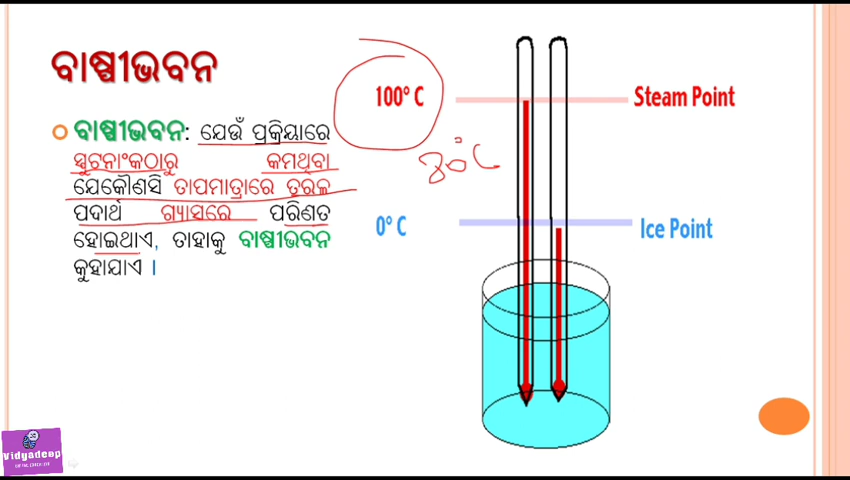 ବାଷ୍ପୀଭବନ
ବାଷ୍ପୀଭବନ: ଯେଉଁ ପ୍ରକ୍ରିୟାରେ
ସ୍ଫୁଟନାଂକଠାରୁ କମଥିବା
ଯେକୌଣସି ତାପମାତ୍ରାରେ ତରଳ
ପଦାର୍ଥ ଗ୍ୟାସରେ ପରିଣତ
ହୋଇଥାଏ, ତାହାକୁ ବାଷ୍ପୀଭବନ
କୁହାଯାଏ ।
100° C
Steam Point
0° C
Ice Point
Vidyadeep